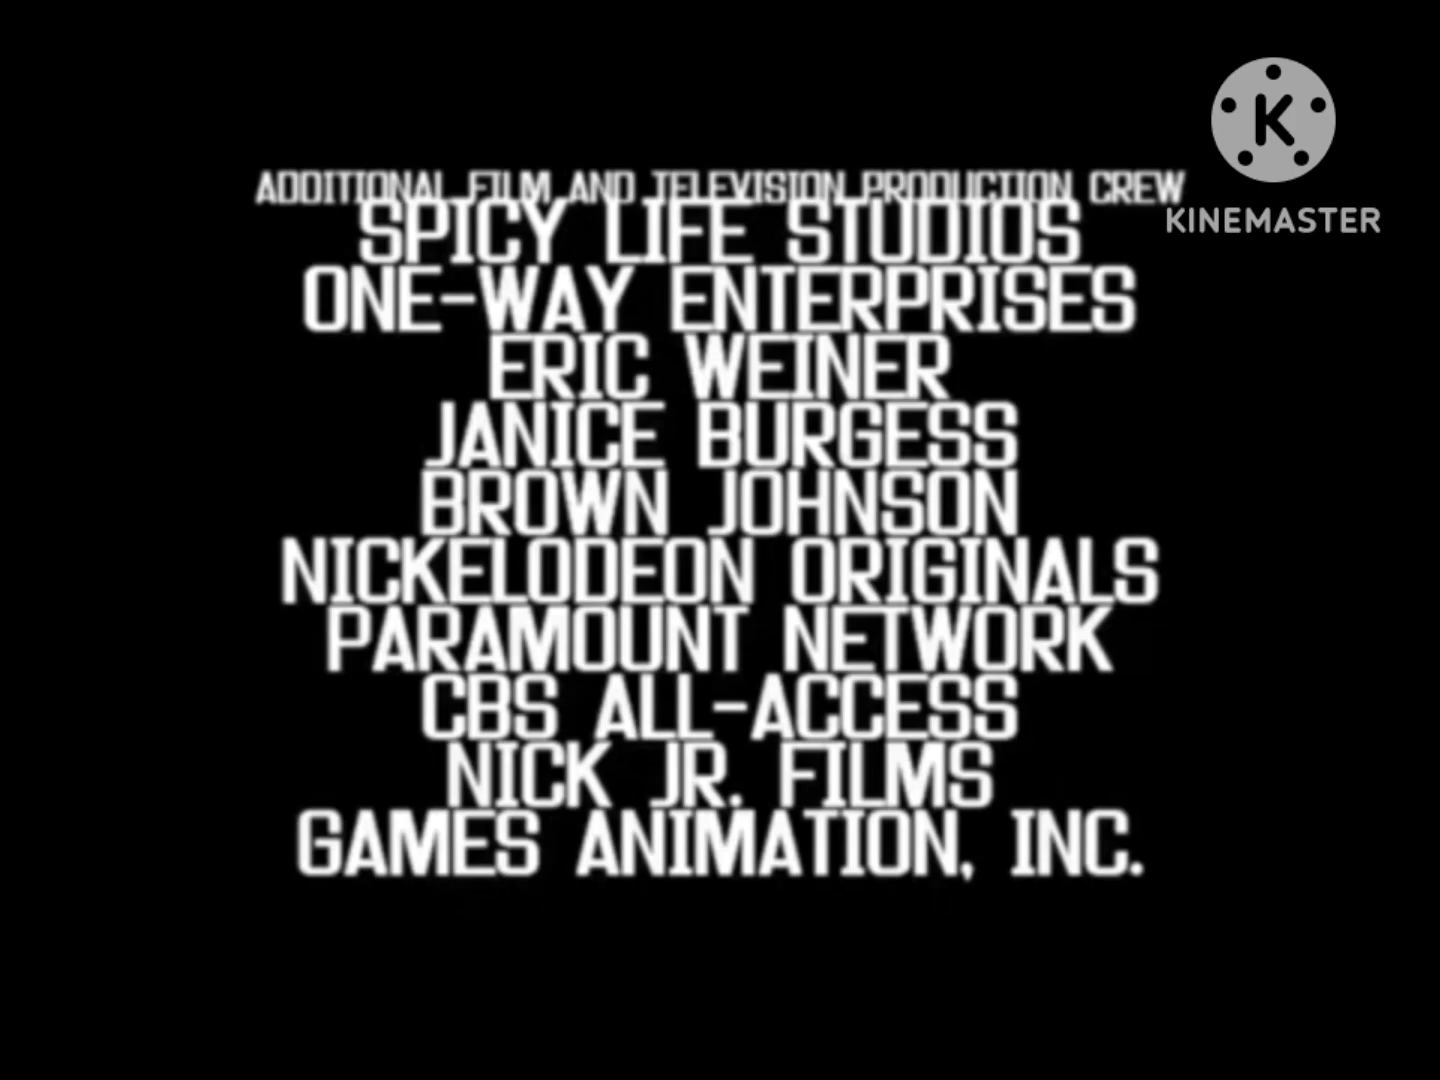 ADDITIONAL FILM AND TELEVISION PRODUCTION CREW
SPICY LIFE STUDIOS
ONE-WAY ENTERPRISES
ERIC WEINER
JANICE BURGESS
BROWN JOHNSON
NICKELODEON ORIGINALS
PARAMOUNT NETWORK
CBS ALL-ACCESS
NICK JR. FILMS
GAMES ANIMATION, INC.
K
KINEMASTER